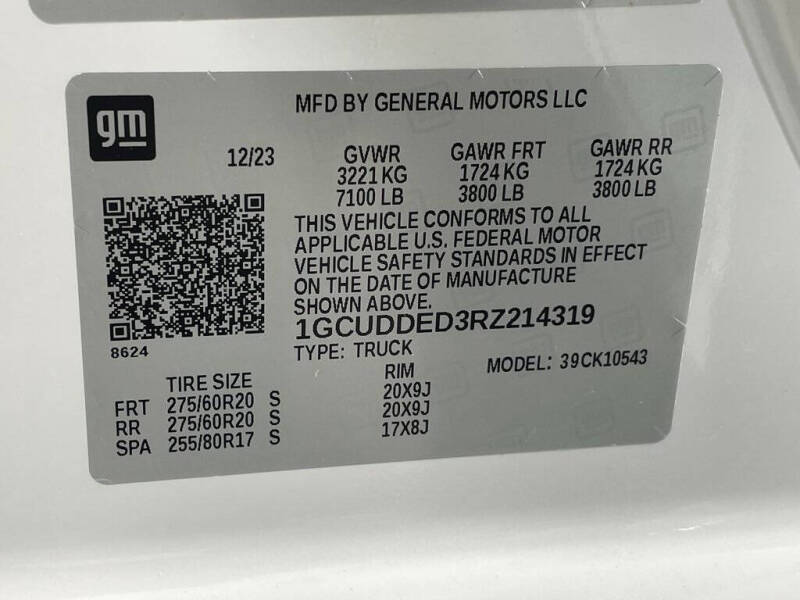 gm
MFD BY GENERAL MOTORS LLC
12/23 GVWR GAWR FRT GAWR RR
3221 KG 1724 KG 1724 KG
7100 LB 3800 LB 3800 LB
THIS VEHICLE CONFORMS TO ALL
APPLICABLE U.S. FEDERAL MOTOR
VEHICLE SAFETY STANDARDS IN EFFECT
ON THE DATE OF MANUFACTURE
SHOWN ABOVE.
1GCUDDED3RZ214319
8624
TYPE: TRUCK MODEL: 39CK10543
TIRE SIZE RIM
FRT 275/60R20 S 20X9J
RR 275/60R20 S 20X9J
SPA 255/80R17 S 17X8J